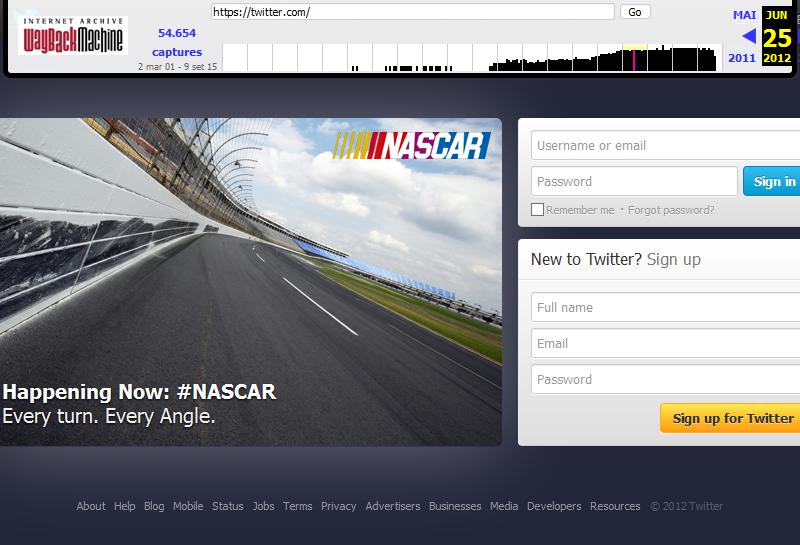 INTERNET ARCHIVE
WayBackMachine
https://twitter.com/
Go
54.654
captures
2 mar 01 - 9 set 15
MAI
JUN
25
2011
2012
NASCAR
Happening Now: #NASCAR
Every turn. Every Angle.
Username or email
Password
Sign in
Remember me · Forgot password?
New to Twitter? Sign up
Full name
Email
Password
Sign up for Twitter
About Help Blog Mobile Status Jobs Terms Privacy Advertisers Businesses Media Developers Resources © 2012 Twitter